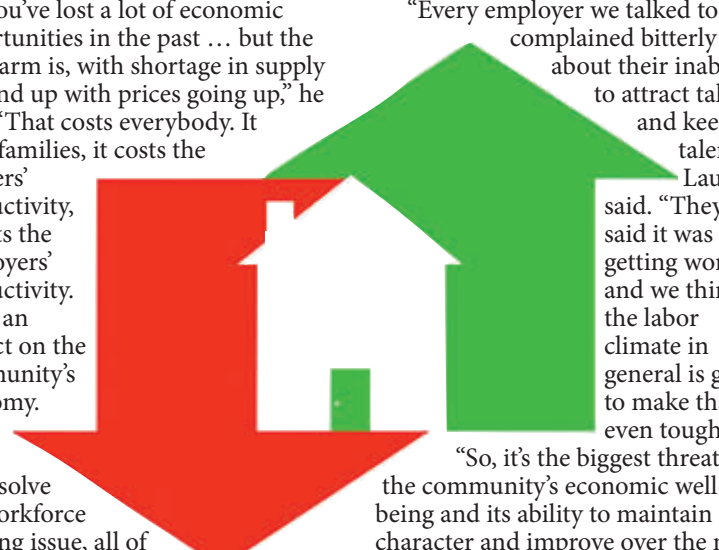 ou've lost a lot of economic
rtunities in the past … but the
arm is, with shortage in supply
nd up with prices going up,” he
“That costs everybody. It
families, it costs the
ers’
uctivity,
ts the
oyers’
uctivity.
an
ct on the
munity’s
omy.
solve
orkforce
ng issue, all of
“Every employer we talked to
complained bitterly
about their inab
to attract tal
and kee
taler
Lau
said. “They
said it was
getting wor
and we thin
the labor
climate in
general is g
to make th
even tough
“So, it’s the biggest threat
the community’s economic well
being and its ability to maintain
character and improve over the n